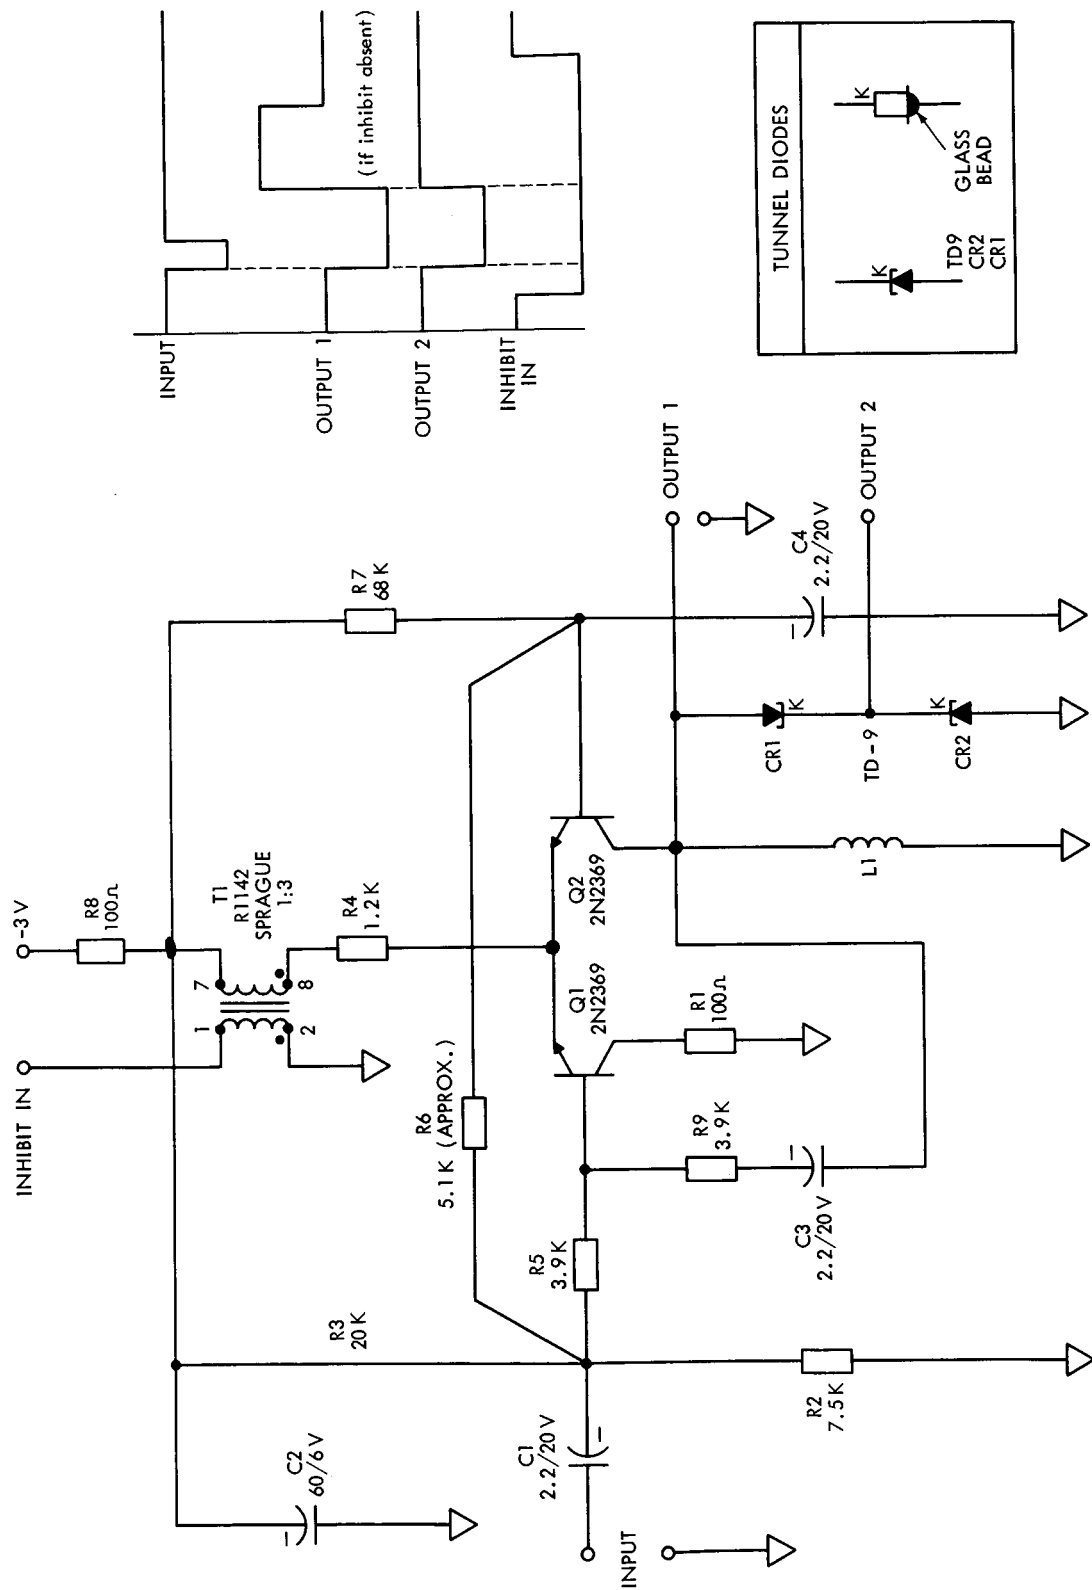 INHIBIT IN
-3 V
R8
100Ω
T1
R1142
SPRAGUE
1:3
1
7
2
8
C2
60/6 V
R3
20 K
R4
1.2 K
R7
68 K
R6
5.1 K (APPROX.)
INPUT
C1
2.2/20 V
R5
3.9 K
Q1
2N2369
Q2
2N2369
R2
7.5 K
R9
3.9 K
C3
2.2/20 V
R1
100Ω
L1
CR1
K
TD-9
K
CR2
C4
2.2/20 V
OUTPUT 1
OUTPUT 2
INPUT
OUTPUT 1
(if inhibit absent)
OUTPUT 2
INHIBIT
IN
TUNNEL DIODES
K
K
TD9
CR2
CR1
GLASS
BEAD